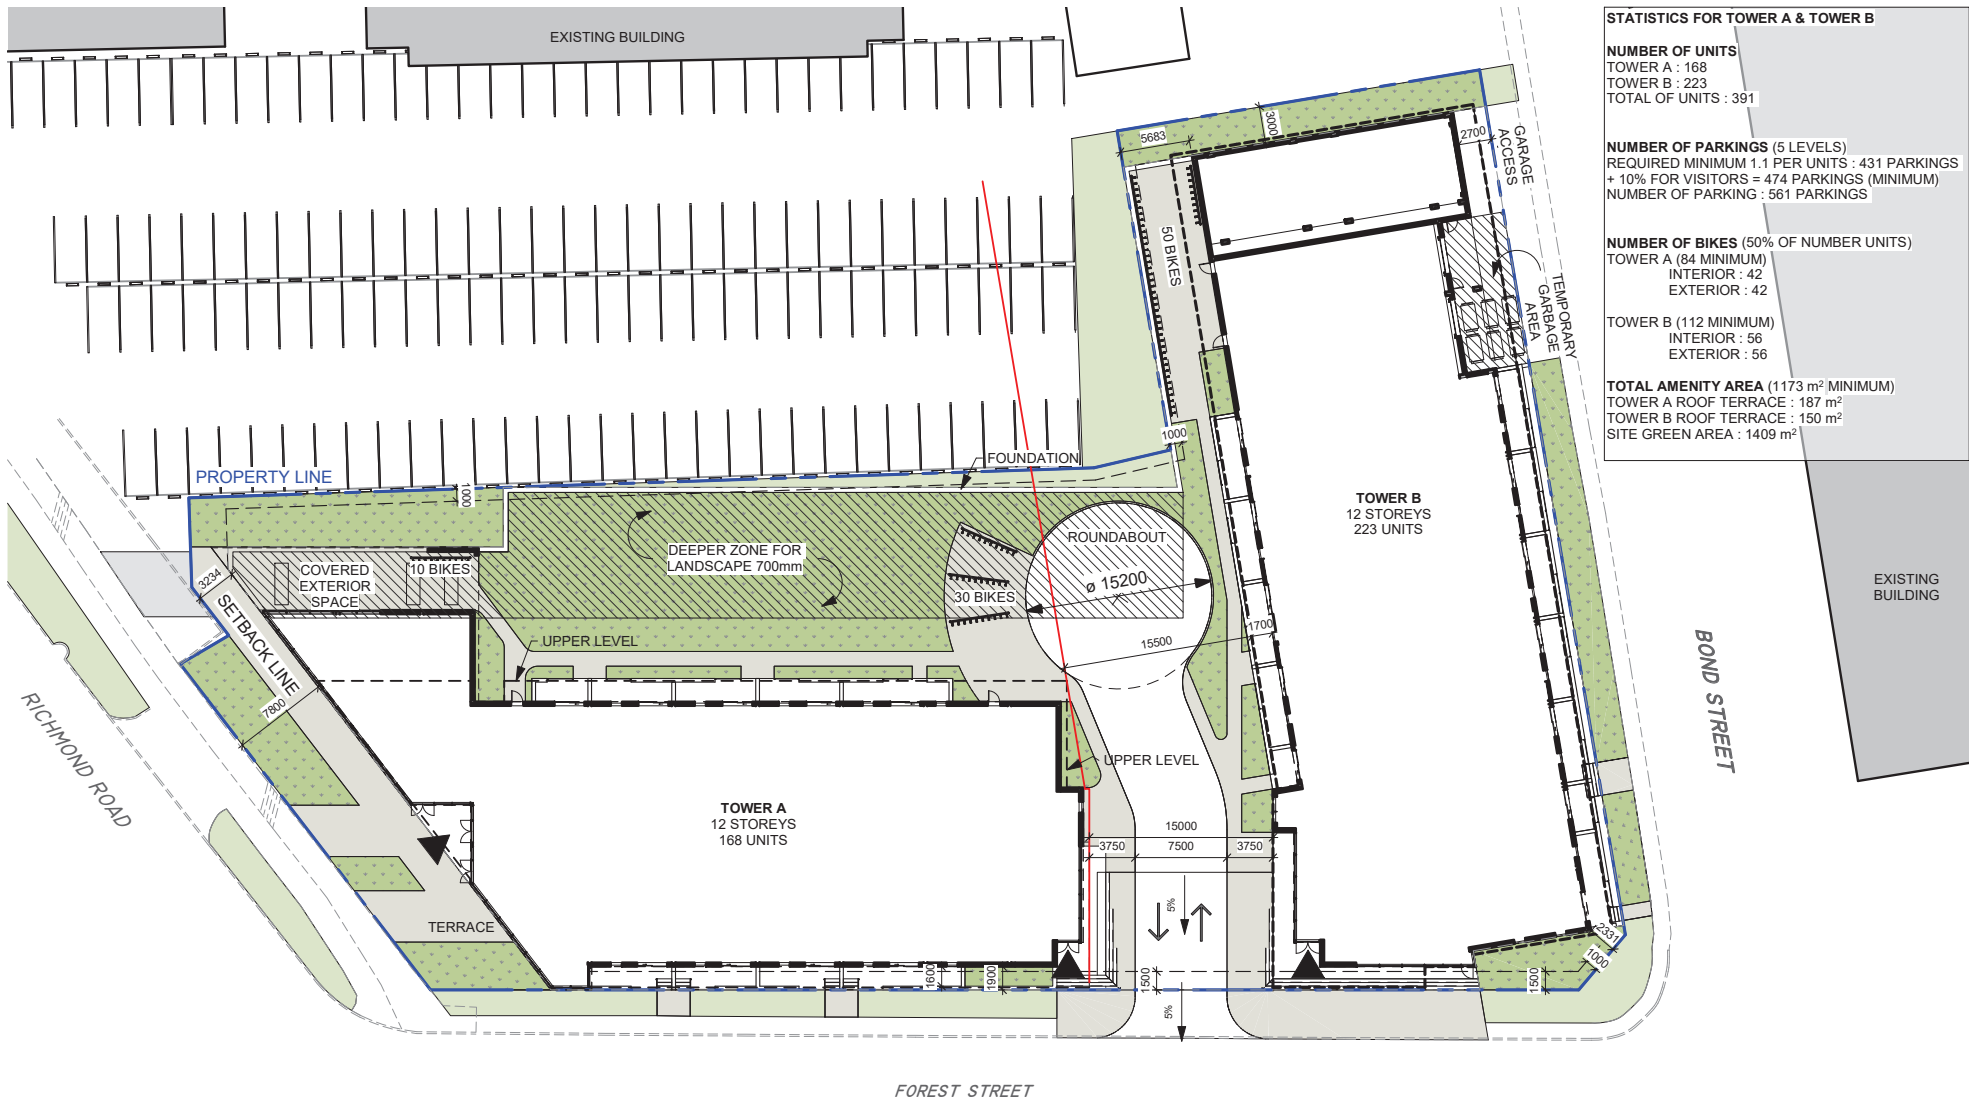 EXISTING BUILDING
STATISTICS FOR TOWER A & TOWER B
NUMBER OF UNITS
TOWER A : 168
TOWER B : 223
TOTAL OF UNITS : 391
NUMBER OF PARKINGS (5 LEVELS)
REQUIRED MINIMUM 1.1 PER UNITS : 431 PARKINGS
+ 10% FOR VISITORS = 474 PARKINGS (MINIMUM)
NUMBER OF PARKING : 561 PARKINGS
NUMBER OF BIKES (50% OF NUMBER UNITS)
TOWER A (84 MINIMUM)
INTERIOR : 42
EXTERIOR : 42
TOWER B (112 MINIMUM)
INTERIOR : 56
EXTERIOR : 56
TOTAL AMENITY AREA (1173 m² MINIMUM)
TOWER A ROOF TERRACE : 187 m²
TOWER B ROOF TERRACE : 150 m²
SITE GREEN AREA : 1409 m²
5683
3000
2700
GARAGE
ACCESS
50 BIKES
TEMPORARY
GARBAGE
AREA
1000
PROPERTY LINE
1000
FOUNDATION
TOWER B
12 STOREYS
223 UNITS
ROUNDABOUT
DEEPER ZONE FOR
LANDSCAPE 700mm
10 BIKES
COVERED
EXTERIOR
SPACE
3234
ø 15200
30 BIKES
EXISTING
BUILDING
SETBACK LINE
UPPER LEVEL
15500
1700
7800
RICHMOND ROAD
BOND STREET
UPPER LEVEL
TOWER A
12 STOREYS
168 UNITS
15000
3750
7500
3750
5%
TERRACE
2331
1000
1600
1900
1500
1500
5%
FOREST STREET